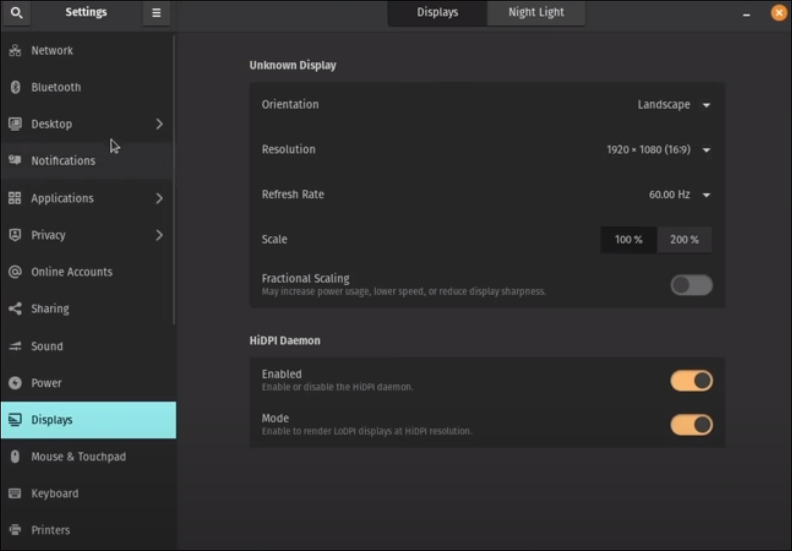 Settings
Displays
Night Light
Network
Bluetooth
Desktop
Notifications
Applications
Privacy
Online Accounts
Sharing
Sound
Power
Displays
Mouse & Touchpad
Keyboard
Printers
Unknown Display
Orientation
Landscape
Resolution
1920 × 1080 (16:9)
Refresh Rate
60.00 Hz
Scale
100 %
200 %
Fractional Scaling
May increase power usage, lower speed, or reduce display sharpness.
HiDPI Daemon
Enabled
Enable or disable the HiDPI daemon.
Mode
Enable to render LoDPI displays at HiDPI resolution.